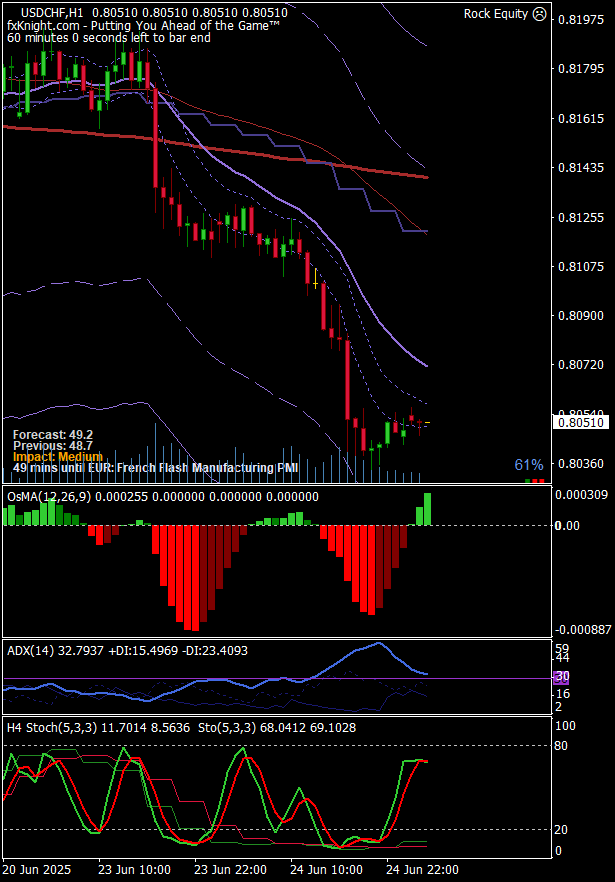 USDCHF,H1 0.80510 0.80510 0.80510 0.80510
fxKnight.com - Putting You Ahead of the Game™
60 minutes 0 seconds left to bar end
Rock Equity ☹
0.81975
0.81795
0.81615
0.81435
0.81255
0.81075
0.80900
0.80720
0.80540
0.80510
0.80360
Forecast: 49.2
Previous: 48.7
Impact: Medium
49 mins until EUR: French Flash Manufacturing PMI
61%
OsMA(12,26,9) 0.000255 0.000000 0.000000 0.000000
0.000309
0.00
-0.000887
ADX(14) 32.7937 +DI:15.4969 -DI:23.4093
59
44
30
16
2
H4 Stoch(5,3,3) 11.7014 8.5636 Sto(5,3,3) 68.0412 69.1028
100
80
20
0
20 Jun 2025 23 Jun 10:00 23 Jun 22:00 24 Jun 10:00 24 Jun 22:00